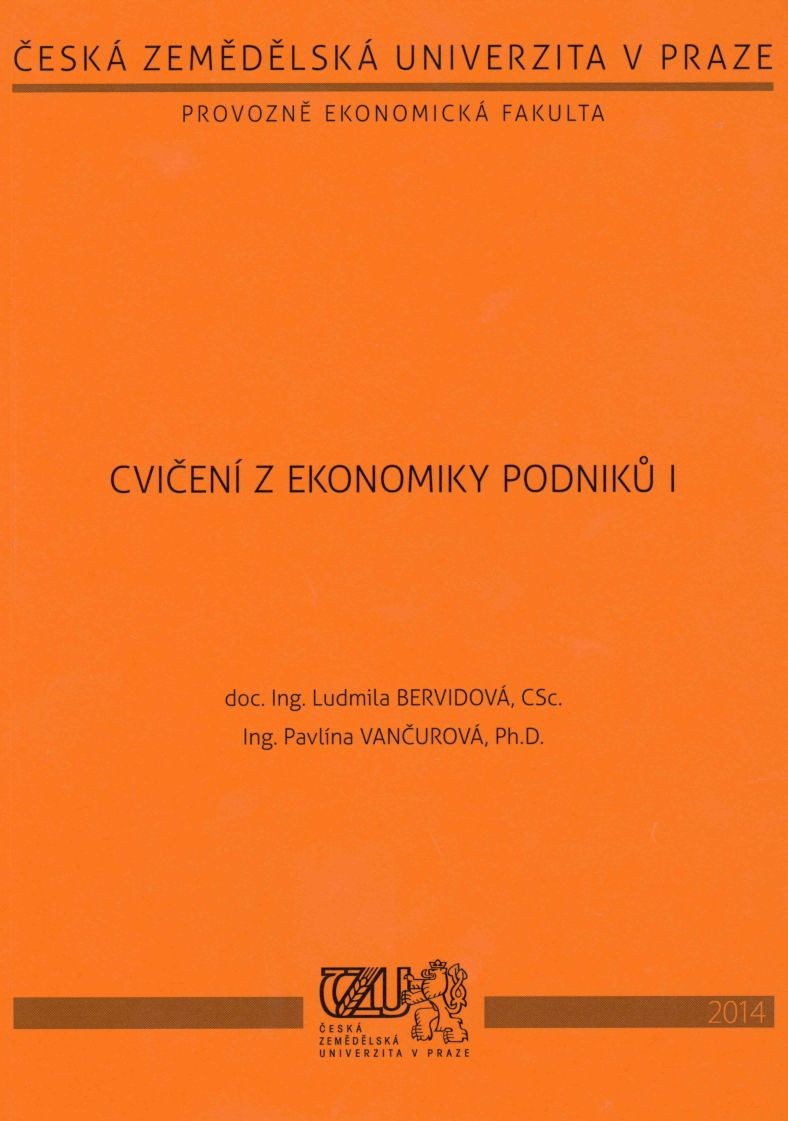 ČESKÁ ZEMĚDĚLSKÁ UNIVERZITA V PRAZE
PROVOZNĚ EKONOMICKÁ FAKULTA
CVIČENÍ Z EKONOMIKY PODNIKŮ I
doc. Ing. Ludmila BERVIDOVÁ, CSc.
Ing. Pavlína VANČUROVÁ, Ph.D.
ČZU
ČESKÁ
ZEMĚDĚLSKÁ
UNIVERZITA V PRAZE
2014